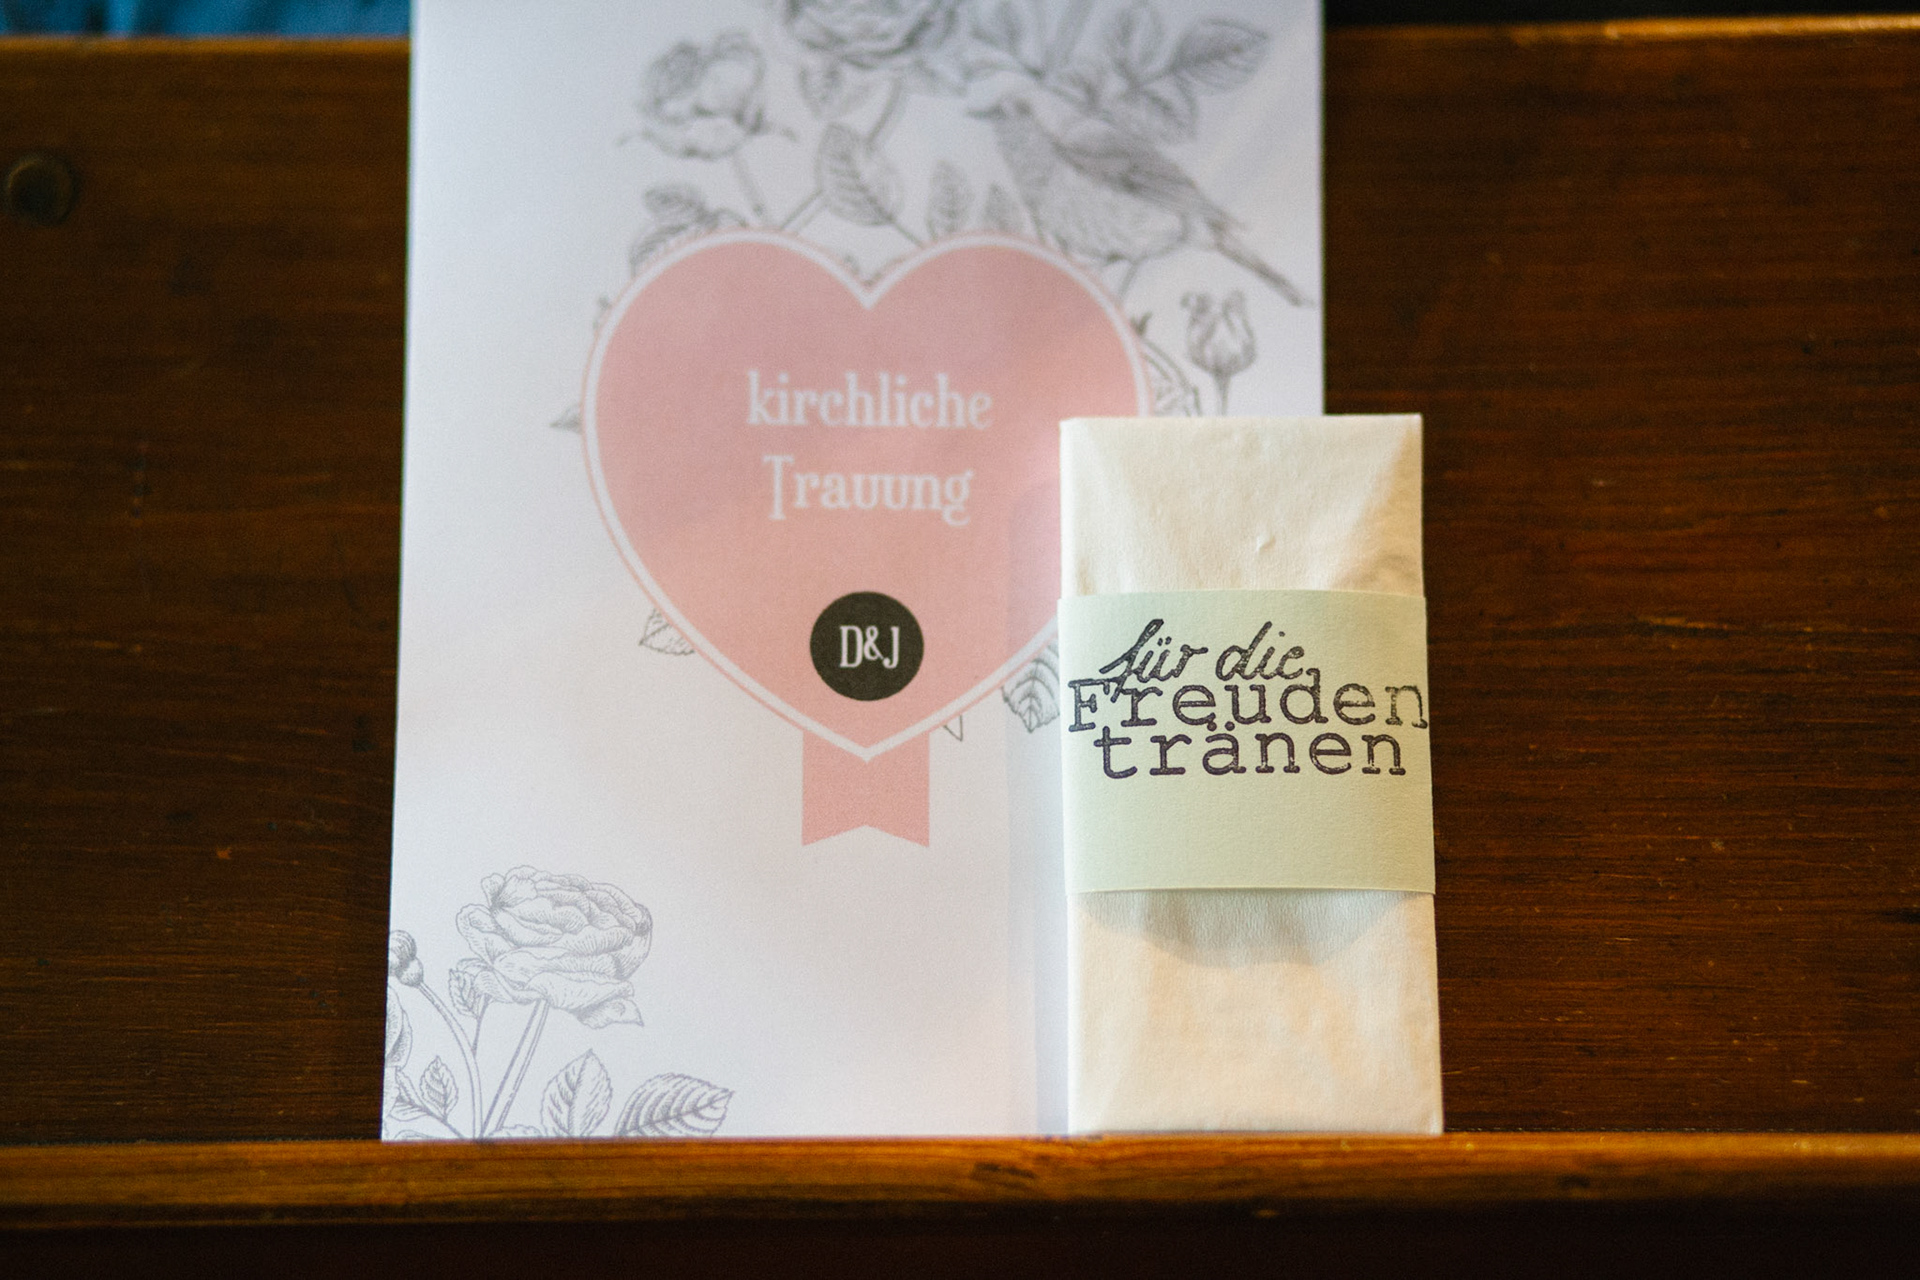 kirchliche
Trauung
D&J
für die
Freuden
tränen